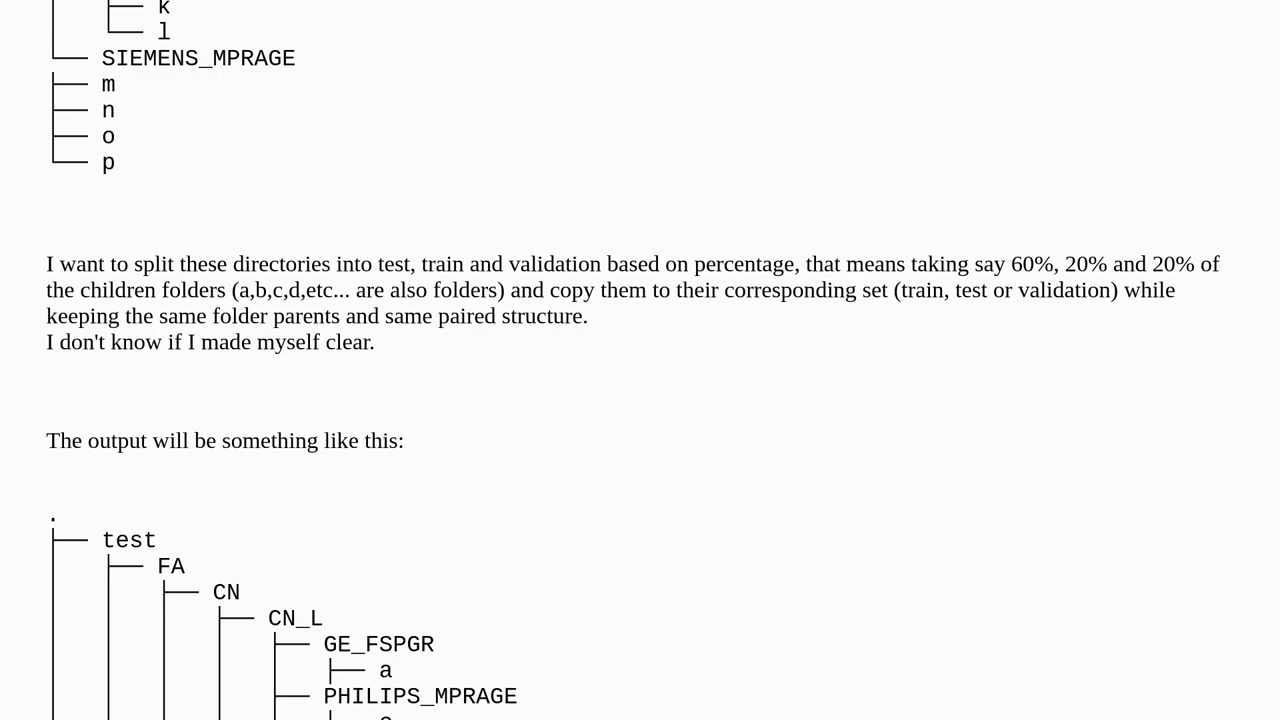 ├── k
└── l
└── SIEMENS_MPRAGE
├── m
├── n
├── o
└── p
I want to split these directories into test, train and validation based on percentage, that means taking say 60%, 20% and 20% of
the children folders (a,b,c,d,etc... are also folders) and copy them to their corresponding set (train, test or validation) while
keeping the same folder parents and same paired structure.
I don't know if I made myself clear.
The output will be something like this:
.
├── test
├── FA
├── CN
├── CN_L
├── GE_FSPGR
├── a
├── PHILIPS_MPRAGE